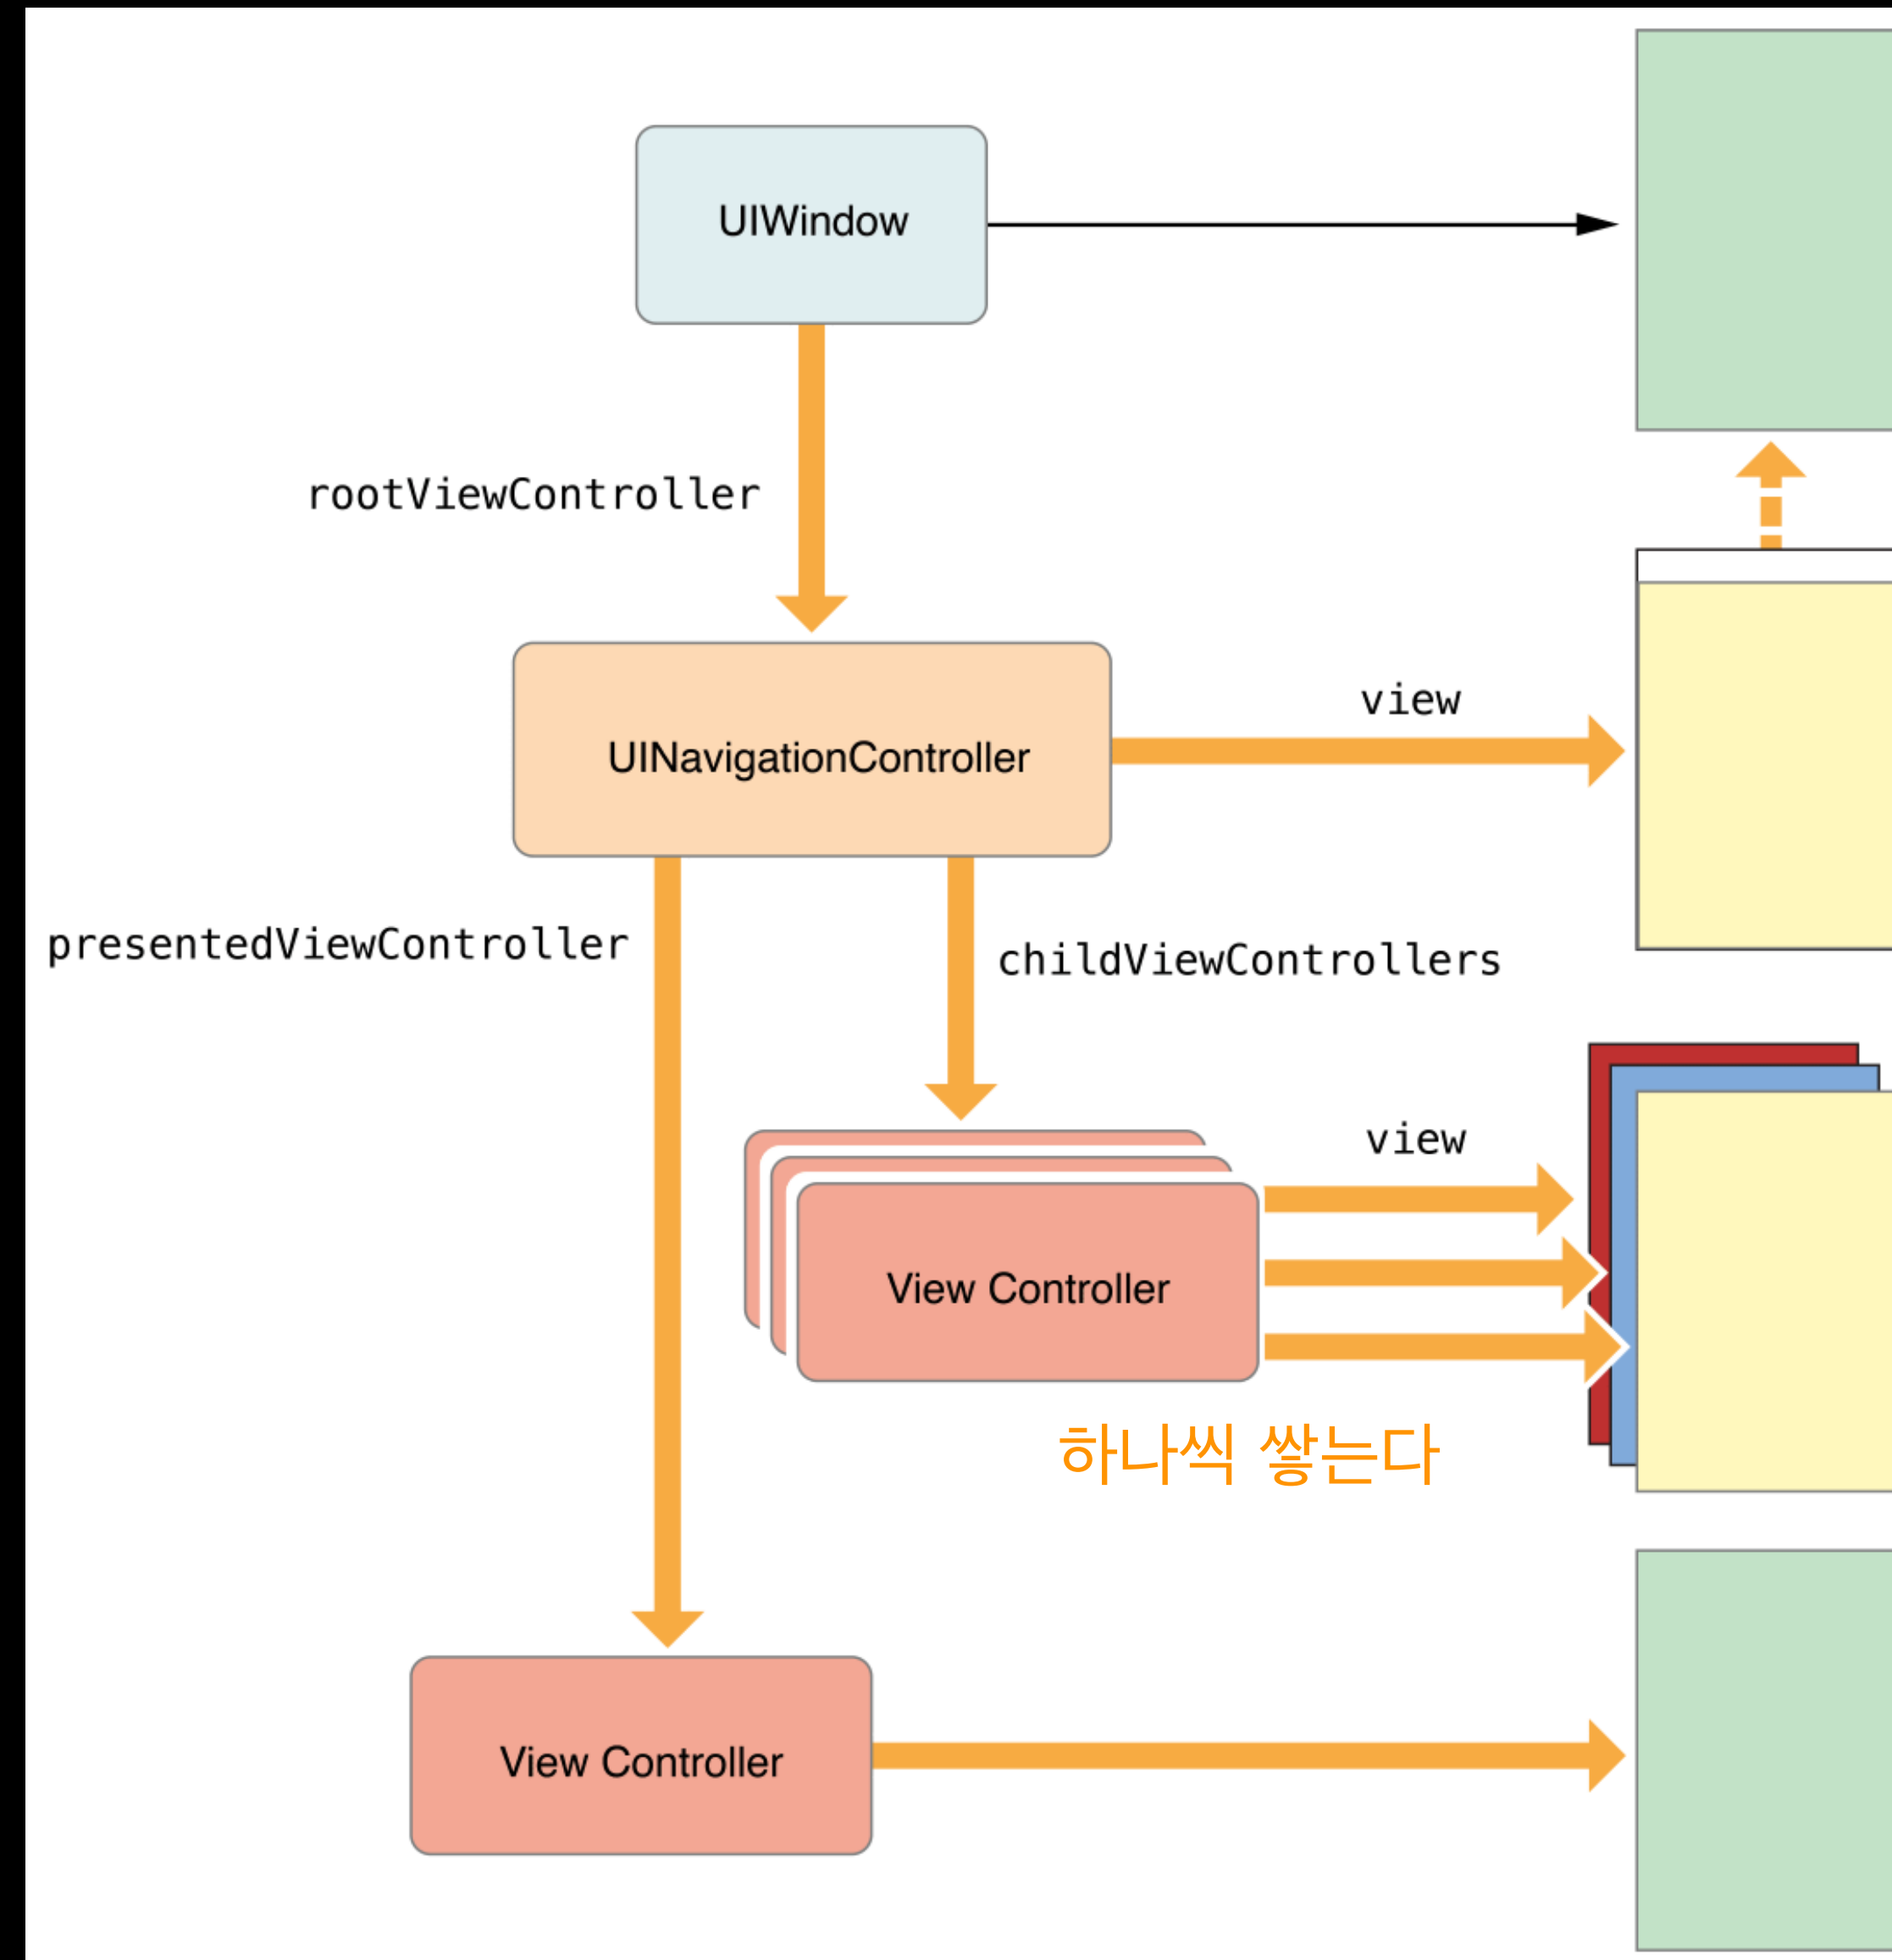 UIWindow
rootViewController
view
UINavigationController
presentedViewController
childViewControllers
view
View Controller
하나씩 쌓는다
View Controller